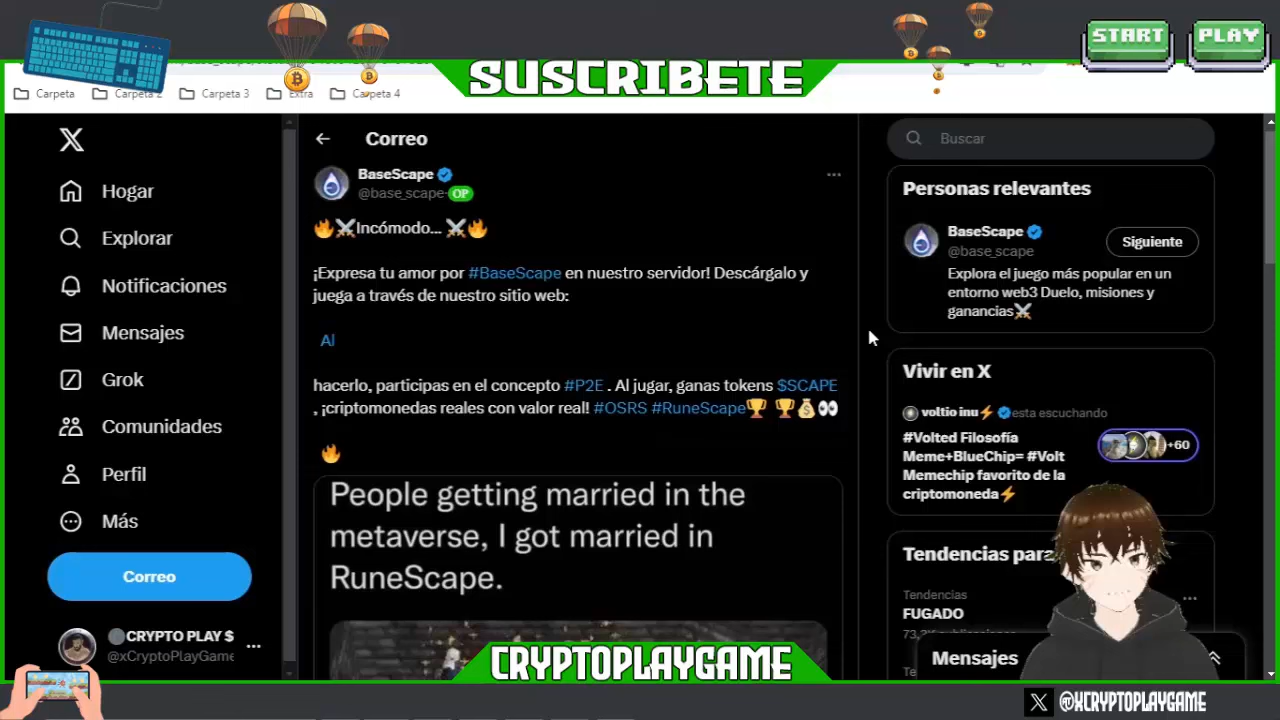 START
PLAY
SUSCRIBETE
Carpeta
Carpeta 2
Carpeta 3
Extra
Carpeta 4
Hogar
Explorar
Notificaciones
Mensajes
Grok
Comunidades
Perfil
Más
Correo
CRYPTO PLAY $
@xCryptoPlayGame
Correo
BaseScape
@base_scape·
OP
Incómodo...
¡Expresa tu amor por #BaseScape en nuestro servidor! Descárgalo y
juega a través de nuestro sitio web:
Al
hacerlo, participas en el concepto #P2E . Al jugar, ganas tokens $SCAPE
, ¡criptomonedas reales con valor real! #OSRS #RuneScape
People getting married in the
metaverse, I got married in
RuneScape.
Buscar
Personas relevantes
BaseScape
@base_scape
Siguiente
Explora el juego más popular en un
entorno web3 Duelo, misiones y
ganancias
Vivir en X
voltio inu
esta escuchando
#Volted Filosofía
Meme+BlueChip= #Volt
Memechip favorito de la
criptomoneda
+60
Tendencias para
Tendencias
FUGADO
Mensajes
CRYPTOPLAYGAME
@XCRYPTOPLAYGAME